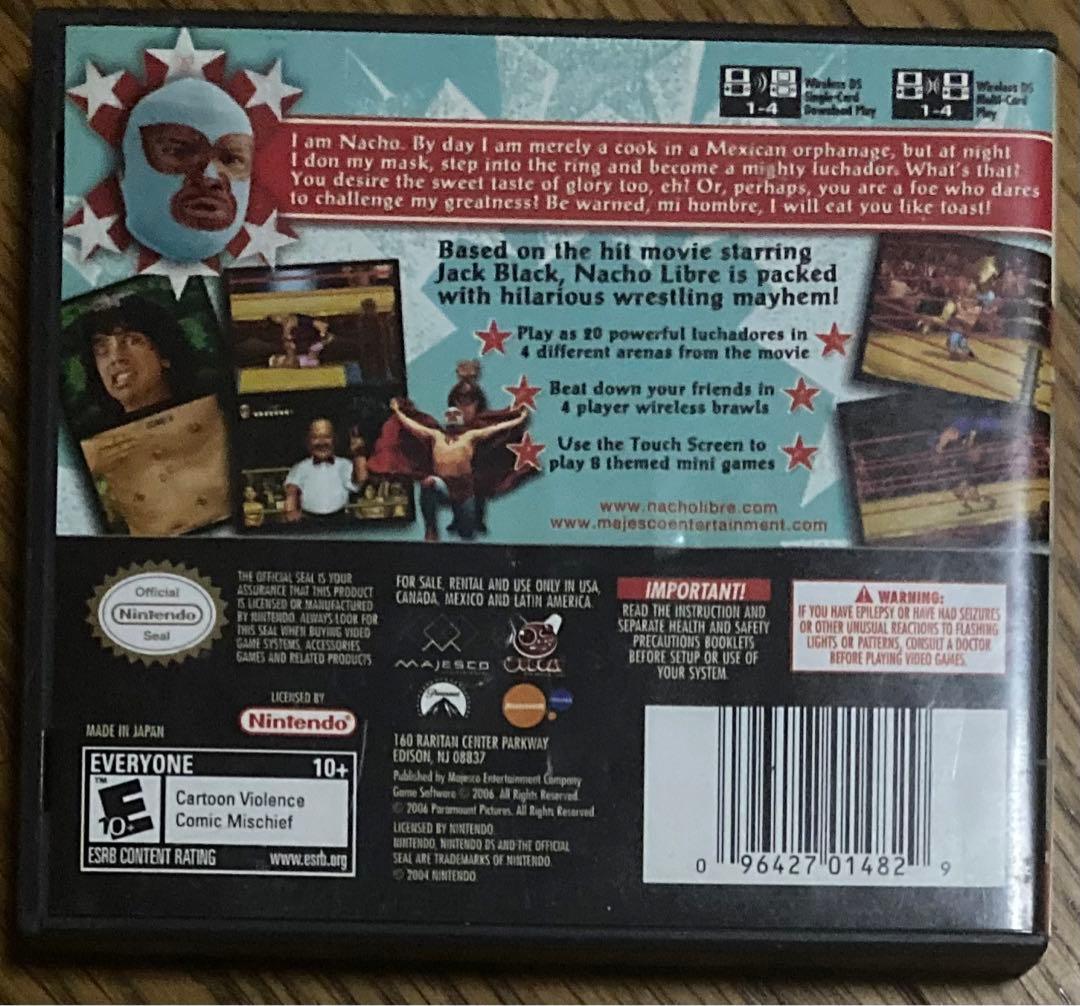 Wireless DS
Single-Card
Download Play
1-4
Wireless DS
Multi-Card
Play
1-4
I am Nacho. By day I am merely a cook in a Mexican orphanage, but at night
I don my mask, step into the ring and become a mighty luchador. What's that?
You desire the sweet taste of glory too, eh? Or, perhaps, you are a foe who dares
to challenge my greatness? Be warned, mi hombre, I will eat you like toast!
Based on the hit movie starring
Jack Black, Nacho Libre is packed
with hilarious wrestling mayhem!
Play as 20 powerful luchadores in
4 different arenas from the movie
Beat down your friends in
4 player wireless brawls
Use the Touch Screen to
play 8 themed mini games
www.nacholibre.com
www.majescoentertainment.com
Official
Nintendo
Seal
THE OFFICIAL SEAL IS YOUR
ASSURANCE THAT THIS PRODUCT
IS LICENSED OR MANUFACTURED
BY NINTENDO. ALWAYS LOOK FOR
THIS SEAL WHEN BUYING VIDEO
GAME SYSTEMS, ACCESSORIES,
GAMES AND RELATED PRODUCTS
FOR SALE, RENTAL AND USE ONLY IN USA,
CANADA, MEXICO AND LATIN AMERICA.
MAJESCO
Paramount
IMPORTANT!
READ THE INSTRUCTION AND
SEPARATE HEALTH AND SAFETY
PRECAUTIONS BOOKLETS
BEFORE SETUP OR USE OF
YOUR SYSTEM.
WARNING:
IF YOU HAVE EPILEPSY OR HAVE HAD SEIZURES
OR OTHER UNUSUAL REACTIONS TO FLASHING
LIGHTS OR PATTERNS, CONSULT A DOCTOR
BEFORE PLAYING VIDEO GAMES.
LICENSED BY
Nintendo®
MADE IN JAPAN
EVERYONE 10+
TM
E
10+
Cartoon Violence
Comic Mischief
ESRB CONTENT RATING www.esrb.org
160 RARITAN CENTER PARKWAY
EDISON, NJ 08837
Published by Majesco Entertainment Company
Game Software © 2006 All Rights Reserved.
© 2006 Paramount Pictures. All Rights Reserved
LICENSED BY NINTENDO.
NINTENDO, NINTENDO DS AND THE OFFICIAL
SEAL ARE TRADEMARKS OF NINTENDO.
© 2004 NINTENDO.
0 96427 01482 9